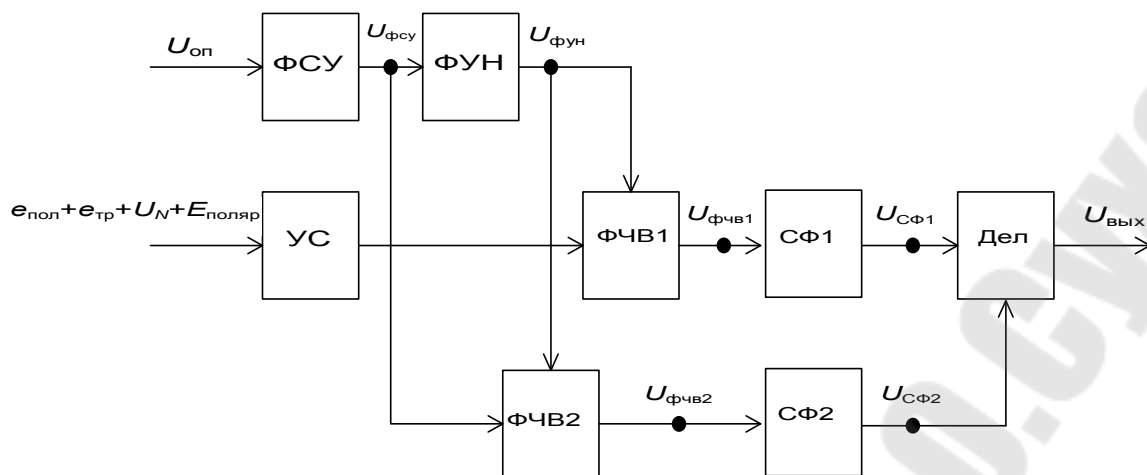 Uоп
ФСУ
Uфсу
ФУН
Uфун
eпол+eтр+UN+Eполяр
УС
ФЧВ1
Uфчв1
СФ1
UСФ1
Дел
Uвых
ФЧВ2
Uфчв2
СФ2
UСФ2